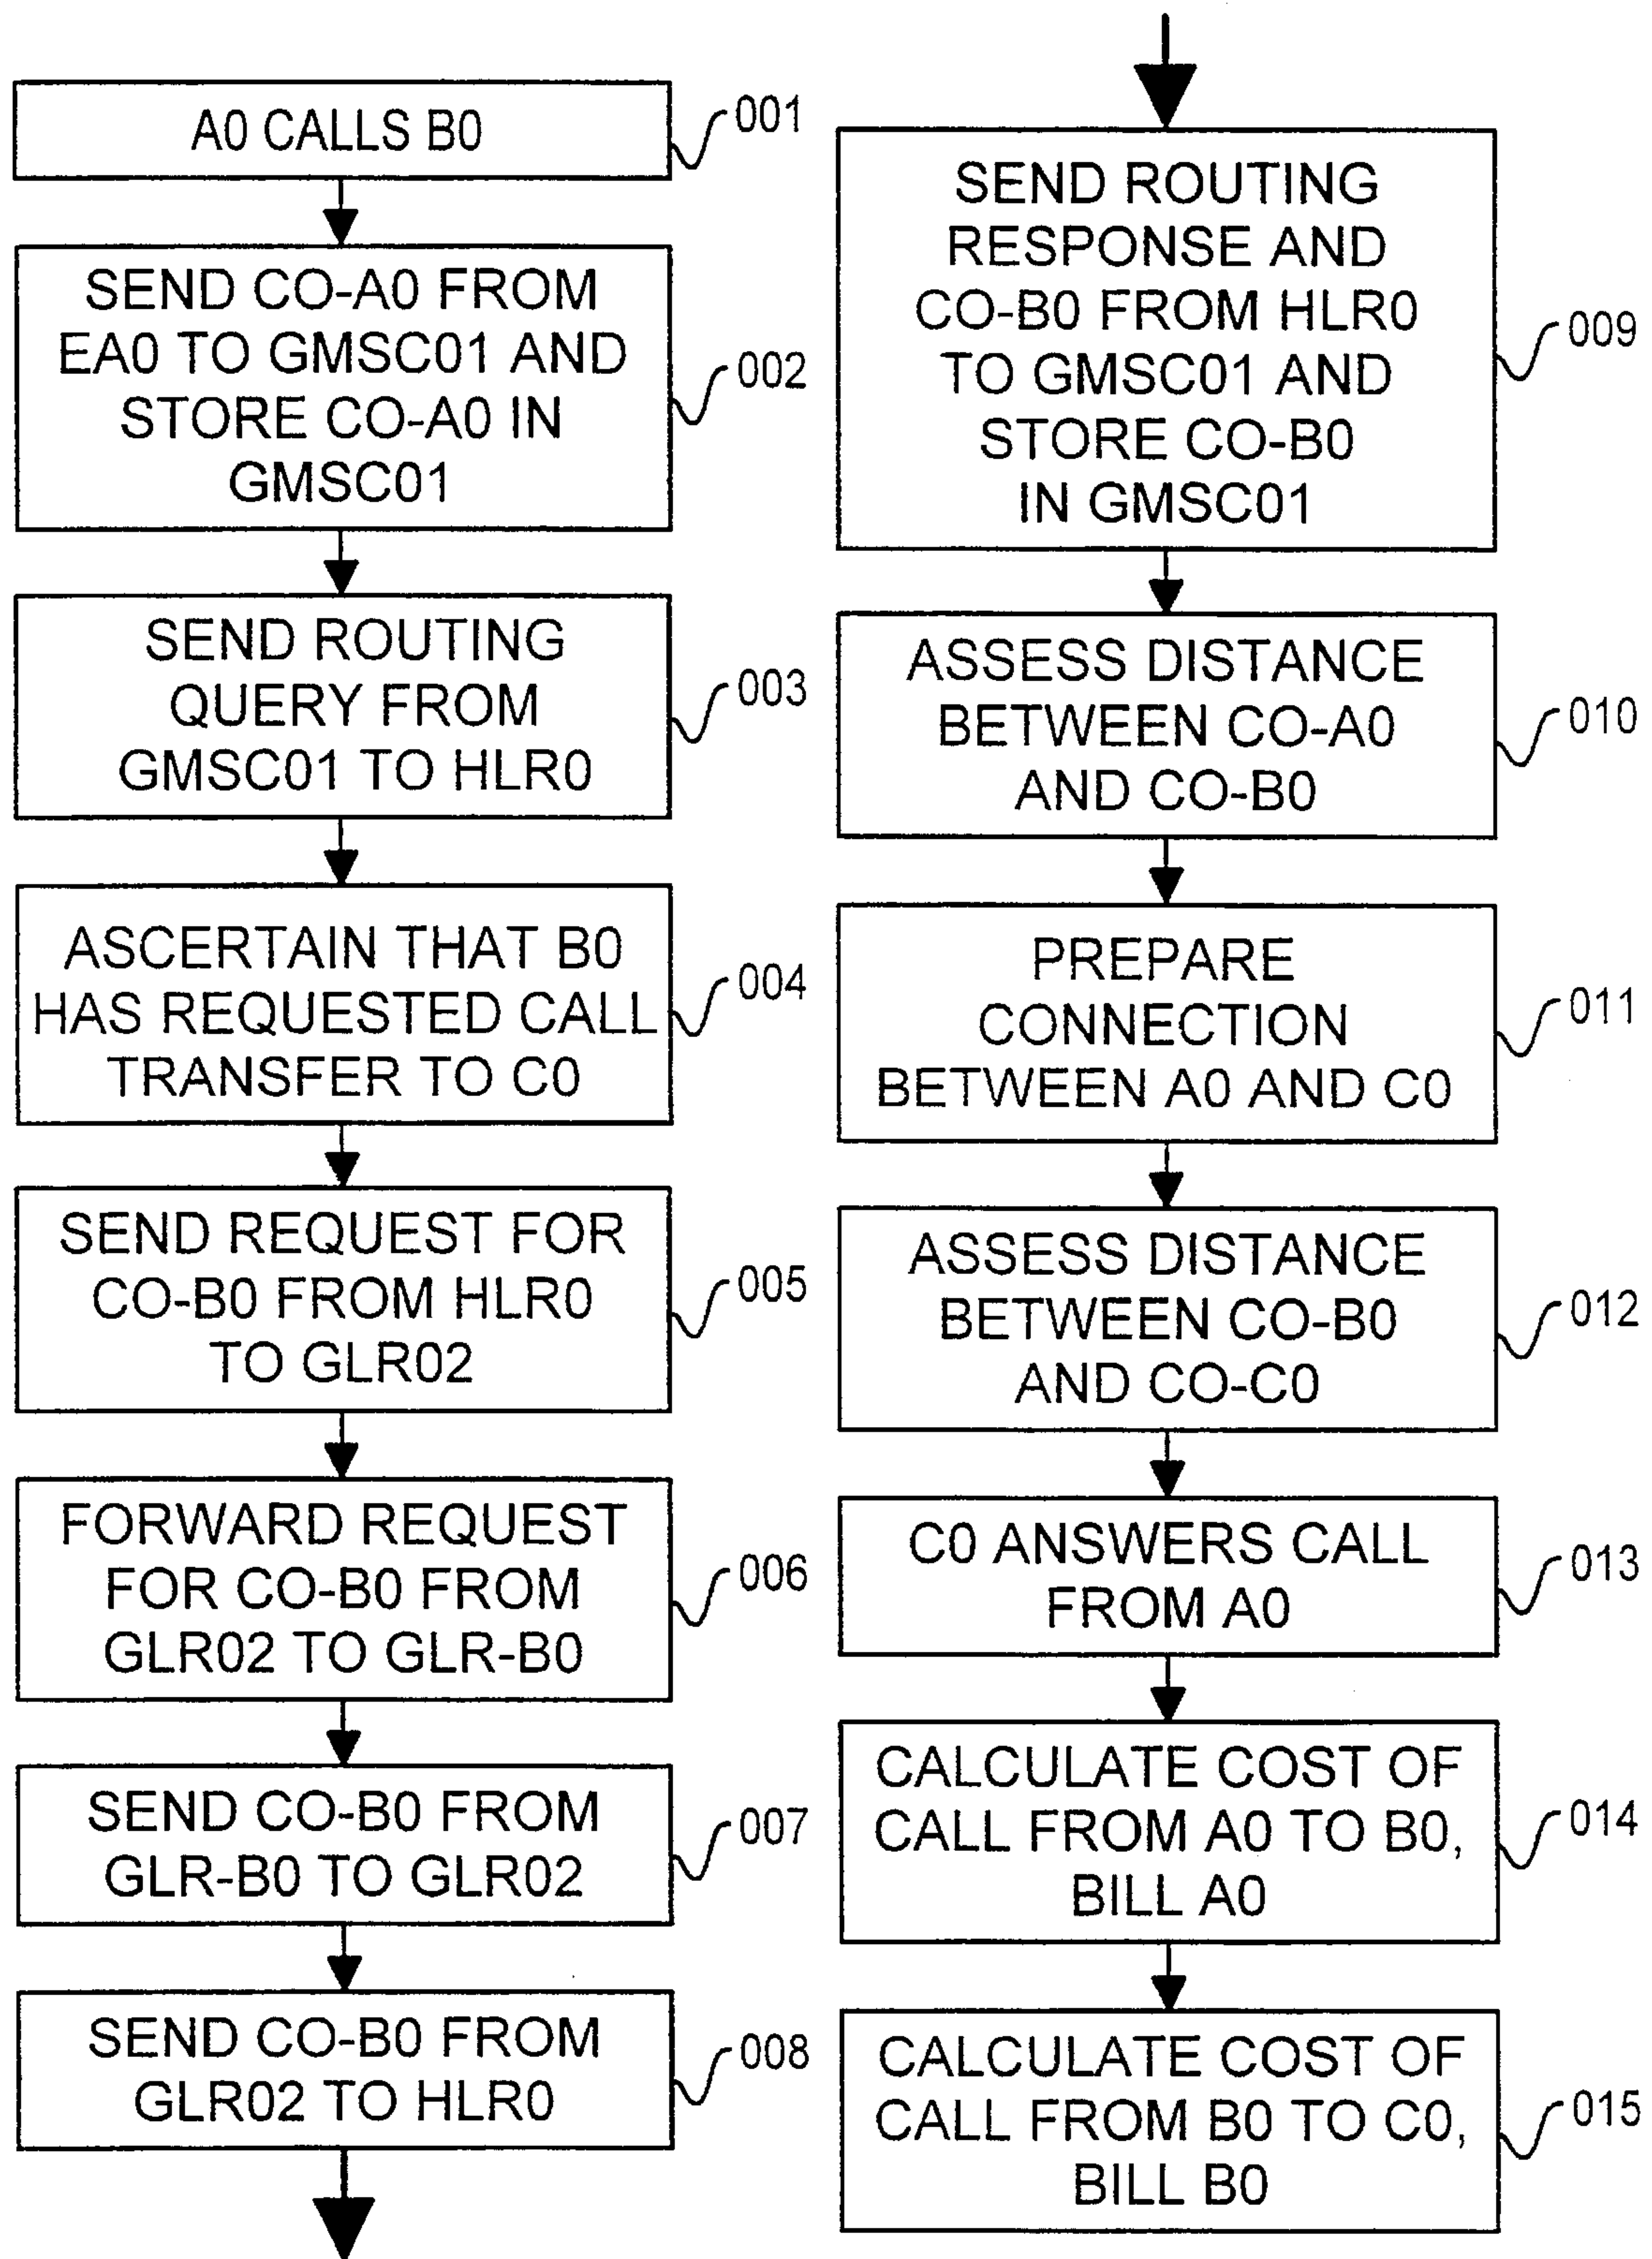 A0 CALLS B0
001
SEND CO-A0 FROM
EA0 TO GMSC01 AND
STORE CO-A0 IN
GMSC01
002
SEND ROUTING
QUERY FROM
GMSC01 TO HLR0
003
ASCERTAIN THAT B0
HAS REQUESTED CALL
TRANSFER TO C0
004
SEND REQUEST FOR
CO-B0 FROM HLR0
TO GLR02
005
FORWARD REQUEST
FOR CO-B0 FROM
GLR02 TO GLR-B0
006
SEND CO-B0 FROM
GLR-B0 TO GLR02
007
SEND CO-B0 FROM
GLR02 TO HLR0
008
SEND ROUTING
RESPONSE AND
CO-B0 FROM HLR0
TO GMSC01 AND
STORE CO-B0
IN GMSC01
009
ASSESS DISTANCE
BETWEEN CO-A0
AND CO-B0
010
PREPARE
CONNECTION
BETWEEN A0 AND C0
011
ASSESS DISTANCE
BETWEEN CO-B0
AND CO-C0
012
C0 ANSWERS CALL
FROM A0
013
CALCULATE COST OF
CALL FROM A0 TO B0,
BILL A0
014
CALCULATE COST OF
CALL FROM B0 TO C0,
BILL B0
015